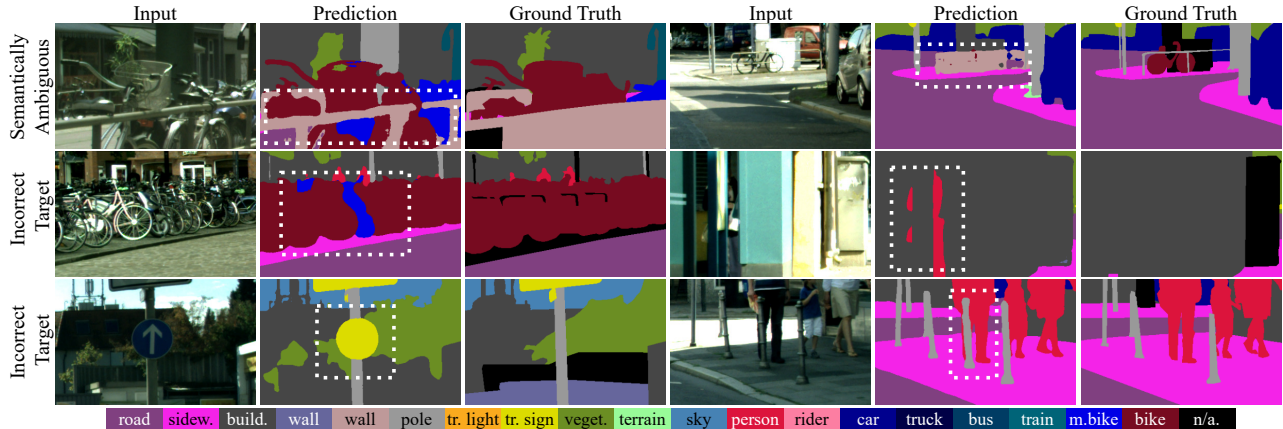 Input Prediction Ground Truth Input Prediction Ground Truth
Semantically
Ambiguous
Incorrect
Target
Incorrect
Target
road sidew. build. wall wall pole tr. light tr. sign veget. terrain sky person rider car truck bus train m.bike bike n/a.